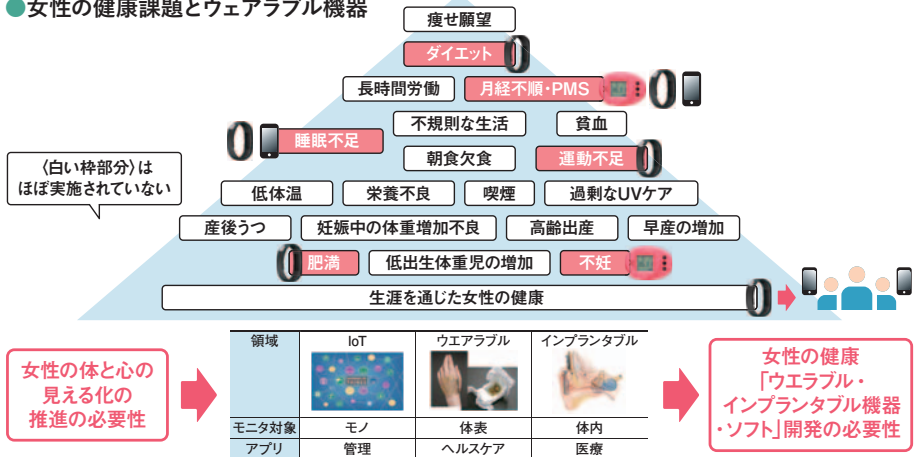 ●女性の健康課題とウェアラブル機器
痩せ願望
ダイエット
長時間労働
月経不順・PMS
不規則な生活
貧血
睡眠不足
朝食欠食
運動不足
〈白い枠部分〉は
ほぼ実施されていない
低体温
栄養不良
喫煙
過剰なUVケア
産後うつ
妊娠中の体重増加不良
高齢出産
早産の増加
肥満
低出生体重児の増加
不妊
生涯を通じた女性の健康
女性の体と心の
見える化の
推進の必要性
領域
IoT
ウエアラブル
インプランタブル
モニタ対象
モノ
体表
体内
アプリ
管理
ヘルスケア
医療
女性の健康
「ウエラブル・
インプランタブル機器
・ソフト」開発の必要性